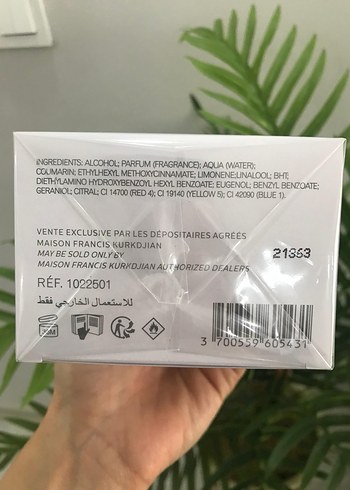 INGREDIENTS: ALCOHOL; PARFUM (FRAGRANCE); AQUA (WATER);
COUMARIN; ETHYLHEXYL METHOXYCINNAMATE; LIMONENE; LINALOOL; BHT;
DIETHYLAMINO HYDROXYBENZOYL HEXYL BENZOATE; EUGENOL; BENZYL BENZOATE;
GERANIOL; CITRAL; CI 14700 (RED 4); CI 19140 (YELLOW 5); CI 42090 (BLUE 1).
VENTE EXCLUSIVE PAR LES DÉPOSITAIRES AGRÉÉS
MAISON FRANCIS KURKDJIAN
MAY BE SOLD ONLY BY
MAISON FRANCIS KURKDJIAN AUTHORIZED DEALERS
21353
RÉF. 1022501
للاستعمال الخارجي فقط
3 700559 605431